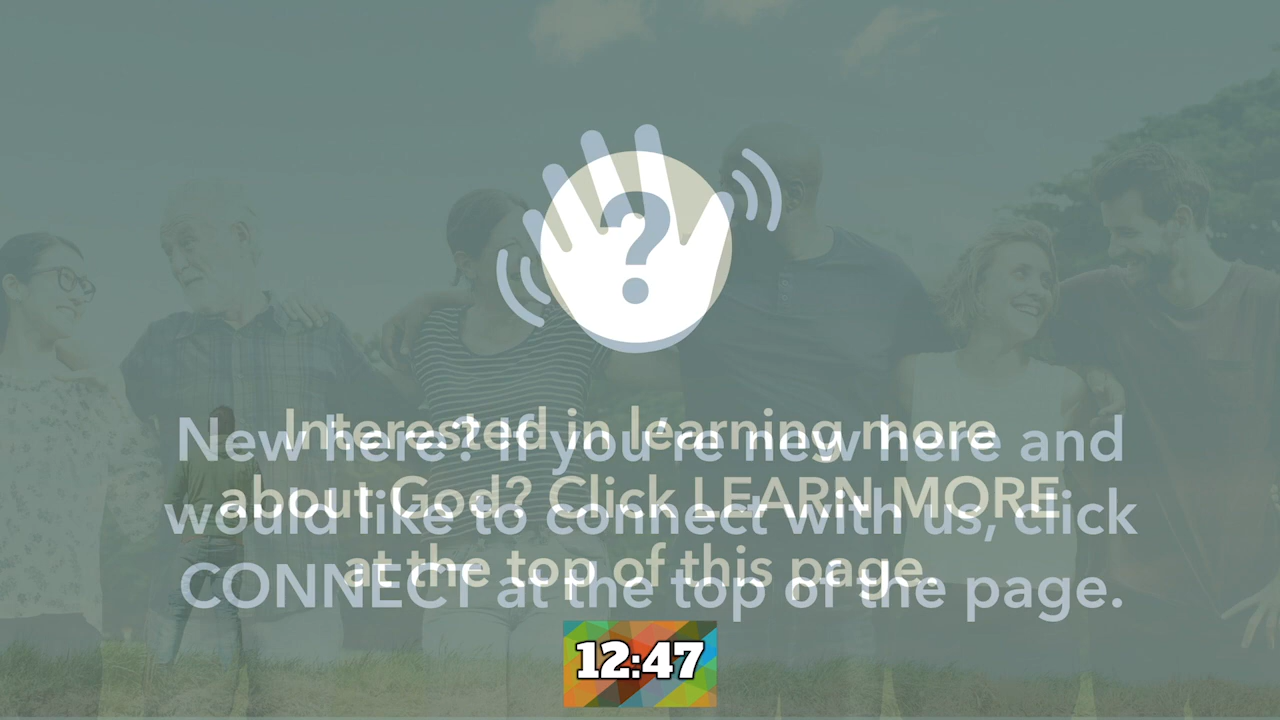 ?
Interested in learning more
about God? Click LEARN MORE
at the top of this page.
New here? If you're new here and
would like to connect with us, click
CONNECT at the top of the page.
12:47